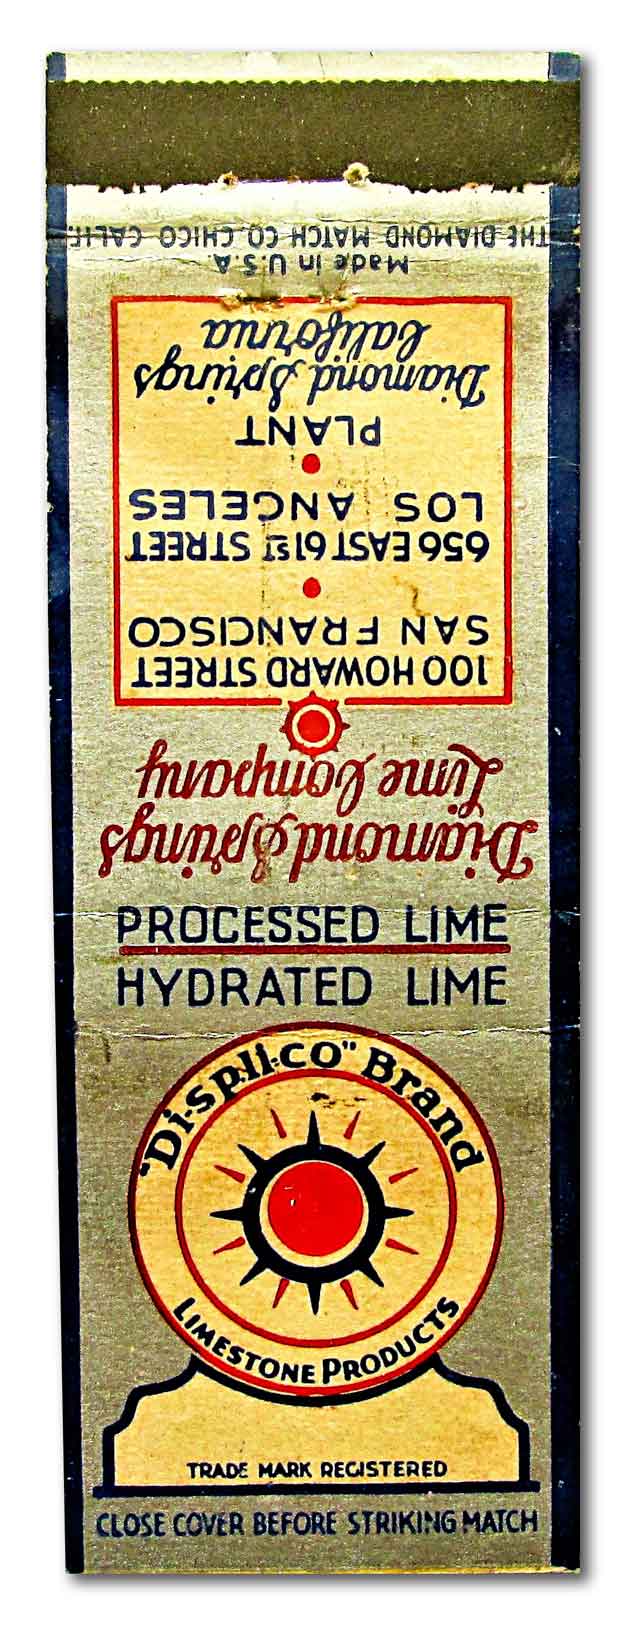 THE DIAMOND MATCH CO. CHICO CALIF.
Made in U.S.A.
Diamond Springs
Lime Company
100 HOWARD STREET
SAN FRANCISCO
656 EAST 61ST STREET
LOS ANGELES
PLANT
Diamond Springs
California
PROCESSED LIME
HYDRATED LIME
"Di-spli-co" Brand
LIMESTONE PRODUCTS
TRADE MARK REGISTERED
CLOSE COVER BEFORE STRIKING MATCH